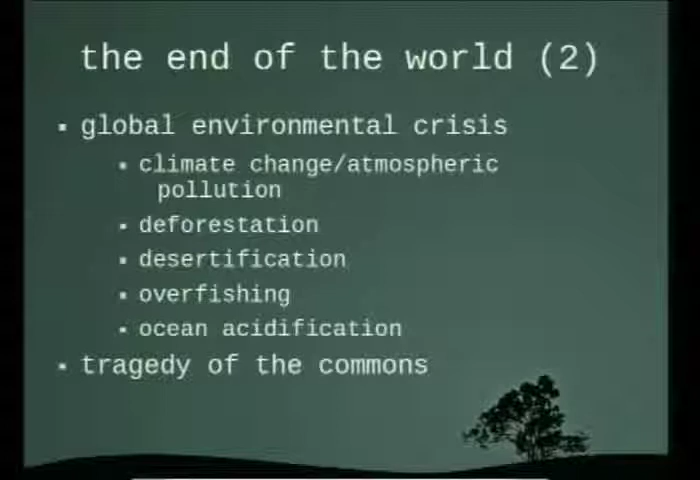 the end of the world (2)
global environmental crisis
climate change/atmospheric
pollution
deforestation
desertification
overfishing
ocean acidification
tragedy of the commons